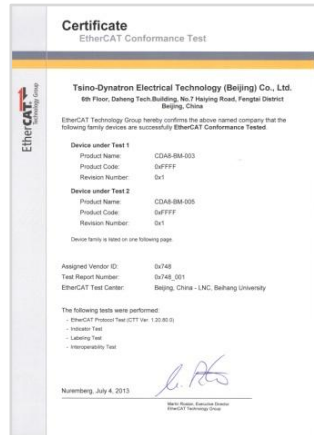 Certificate
EtherCAT Conformance Test
EtherCAT.
Technology Group
Tsino-Dynatron Electrical Technology (Beijing) Co., Ltd.
6th Floor, Daheng Tech.Building, No.7 Haiying Road, Fengtai District
Beijing, China
EtherCAT Technology Group hereby confirms the above named company that the
following family devices are successfully EtherCAT Conformance Tested.
Device under Test 1
Product Name: CDA8-BM-003
Product Code: 0xFFFF
Revision Number: 0x1
Device under Test 2
Product Name: CDA8-BM-005
Product Code: 0xFFFF
Revision Number: 0x1
Device family is listed on one following page.
Assigned Vendor ID: 0x748
Test Report Number: 0x748_001
EtherCAT Test Center: Beijing, China - LNC, Beihang University
The following tests were performed:
- EtherCAT Protocol Test (CTT Ver. 1.20.80.0)
- Indicator Test
- Labeling Test
- Interoperability Test
Nuremberg, July 4, 2013
Martin Rostan, Executive Director
EtherCAT Technology Group